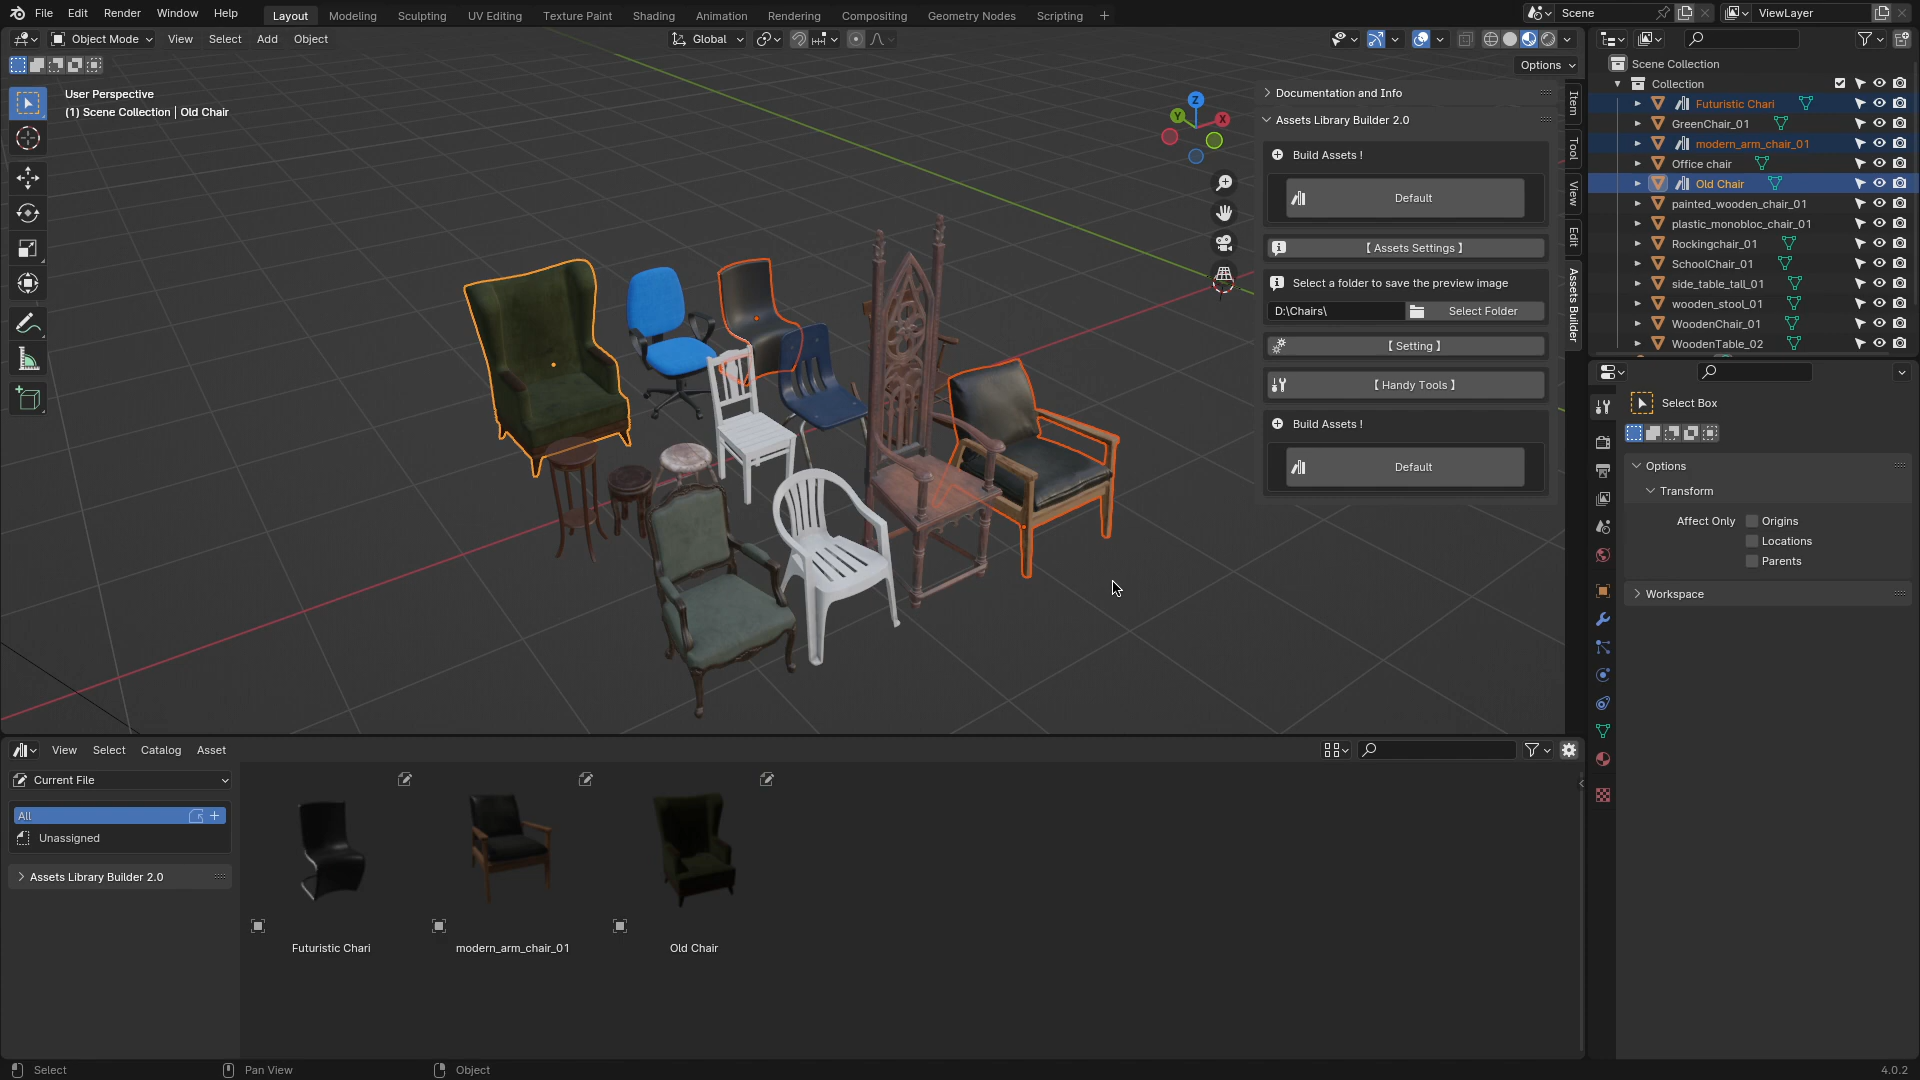 File Edit Render Window Help Layout Modeling Sculpting UV Editing Texture Paint Shading Animation Rendering Compositing Geometry Nodes Scripting + Scene ViewLayer
Object Mode View Select Add Object Global
Options
User Perspective
(1) Scene Collection | Old Chair
Z
Y
X
Documentation and Info
Assets Library Builder 2.0
Build Assets !
Default
【 Assets Settings 】
Select a folder to save the preview image
D:\Chairs\ Select Folder
【 Setting 】
【 Handy Tools 】
Build Assets !
Default
Item
Tool
View
Edit
Assets Builder
Scene Collection
Collection
Futuristic Chari
GreenChair_01
modern_arm_chair_01
Office chair
Old Chair
painted_wooden_chair_01
plastic_monobloc_chair_01
Rockingchair_01
SchoolChair_01
side_table_tall_01
wooden_stool_01
WoodenChair_01
WoodenTable_02
Select Box
Options
Transform
Affect Only Origins
Locations
Parents
Workspace
View Select Catalog Asset
Current File
All
Unassigned
Assets Library Builder 2.0
Futuristic Chari
modern_arm_chair_01
Old Chair
Select Pan View Object 4.0.2